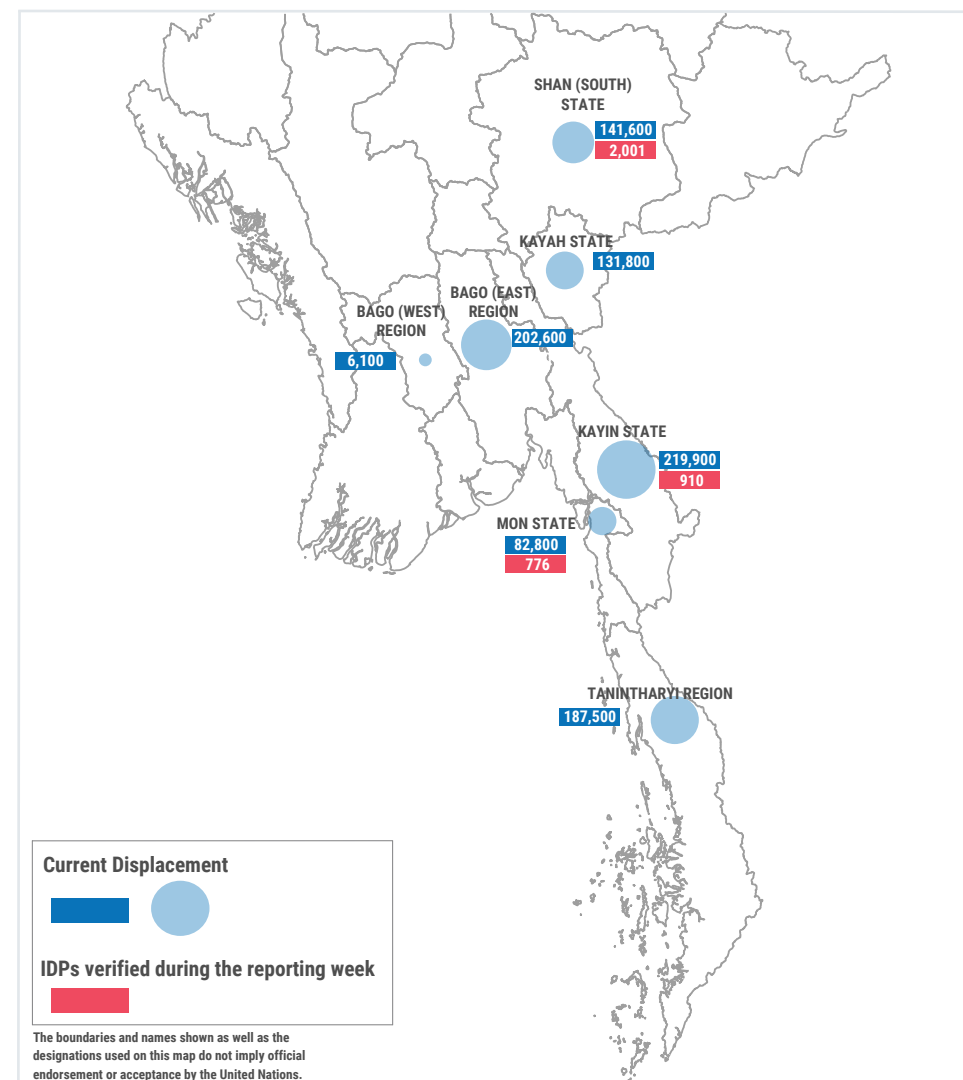 SHAN (SOUTH)
STATE
141,600
2,001
KAYAH STATE
131,800
BAGO (EAST)
REGION
202,600
BAGO (WEST)
REGION
6,100
KAYIN STATE
219,900
910
MON STATE
82,800
776
TANINTHARYI REGION
187,500
Current Displacement
IDPs verified during the reporting week
The boundaries and names shown as well as the
designations used on this map do not imply official
endorsement or acceptance by the United Nations.